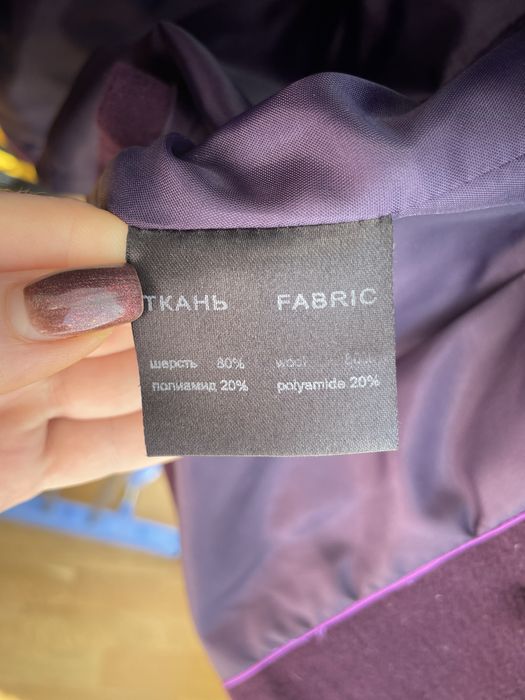 ТКАНЬ FABRIC
шерсть 80% wool 80%
полиамид 20% polyamide 20%